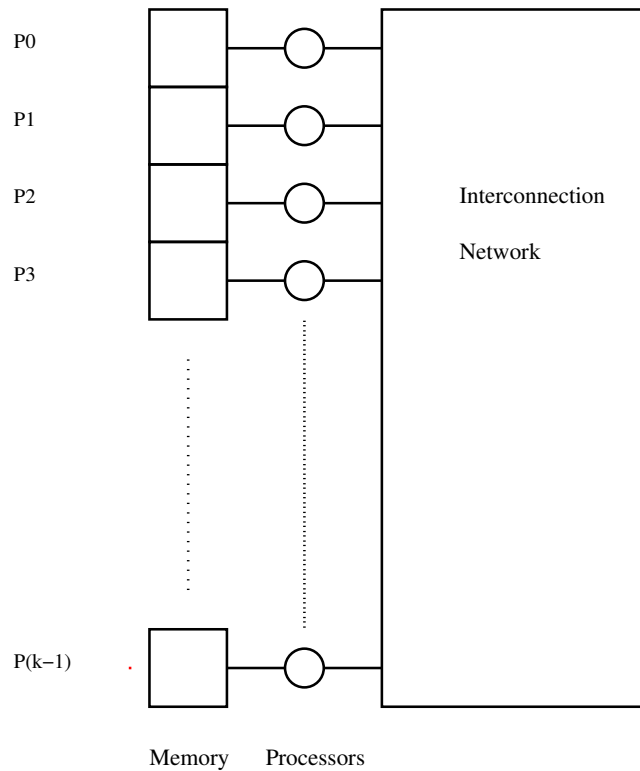 P0
P1
P2
Interconnection
Network
P3
P(k−1)
Memory Processors